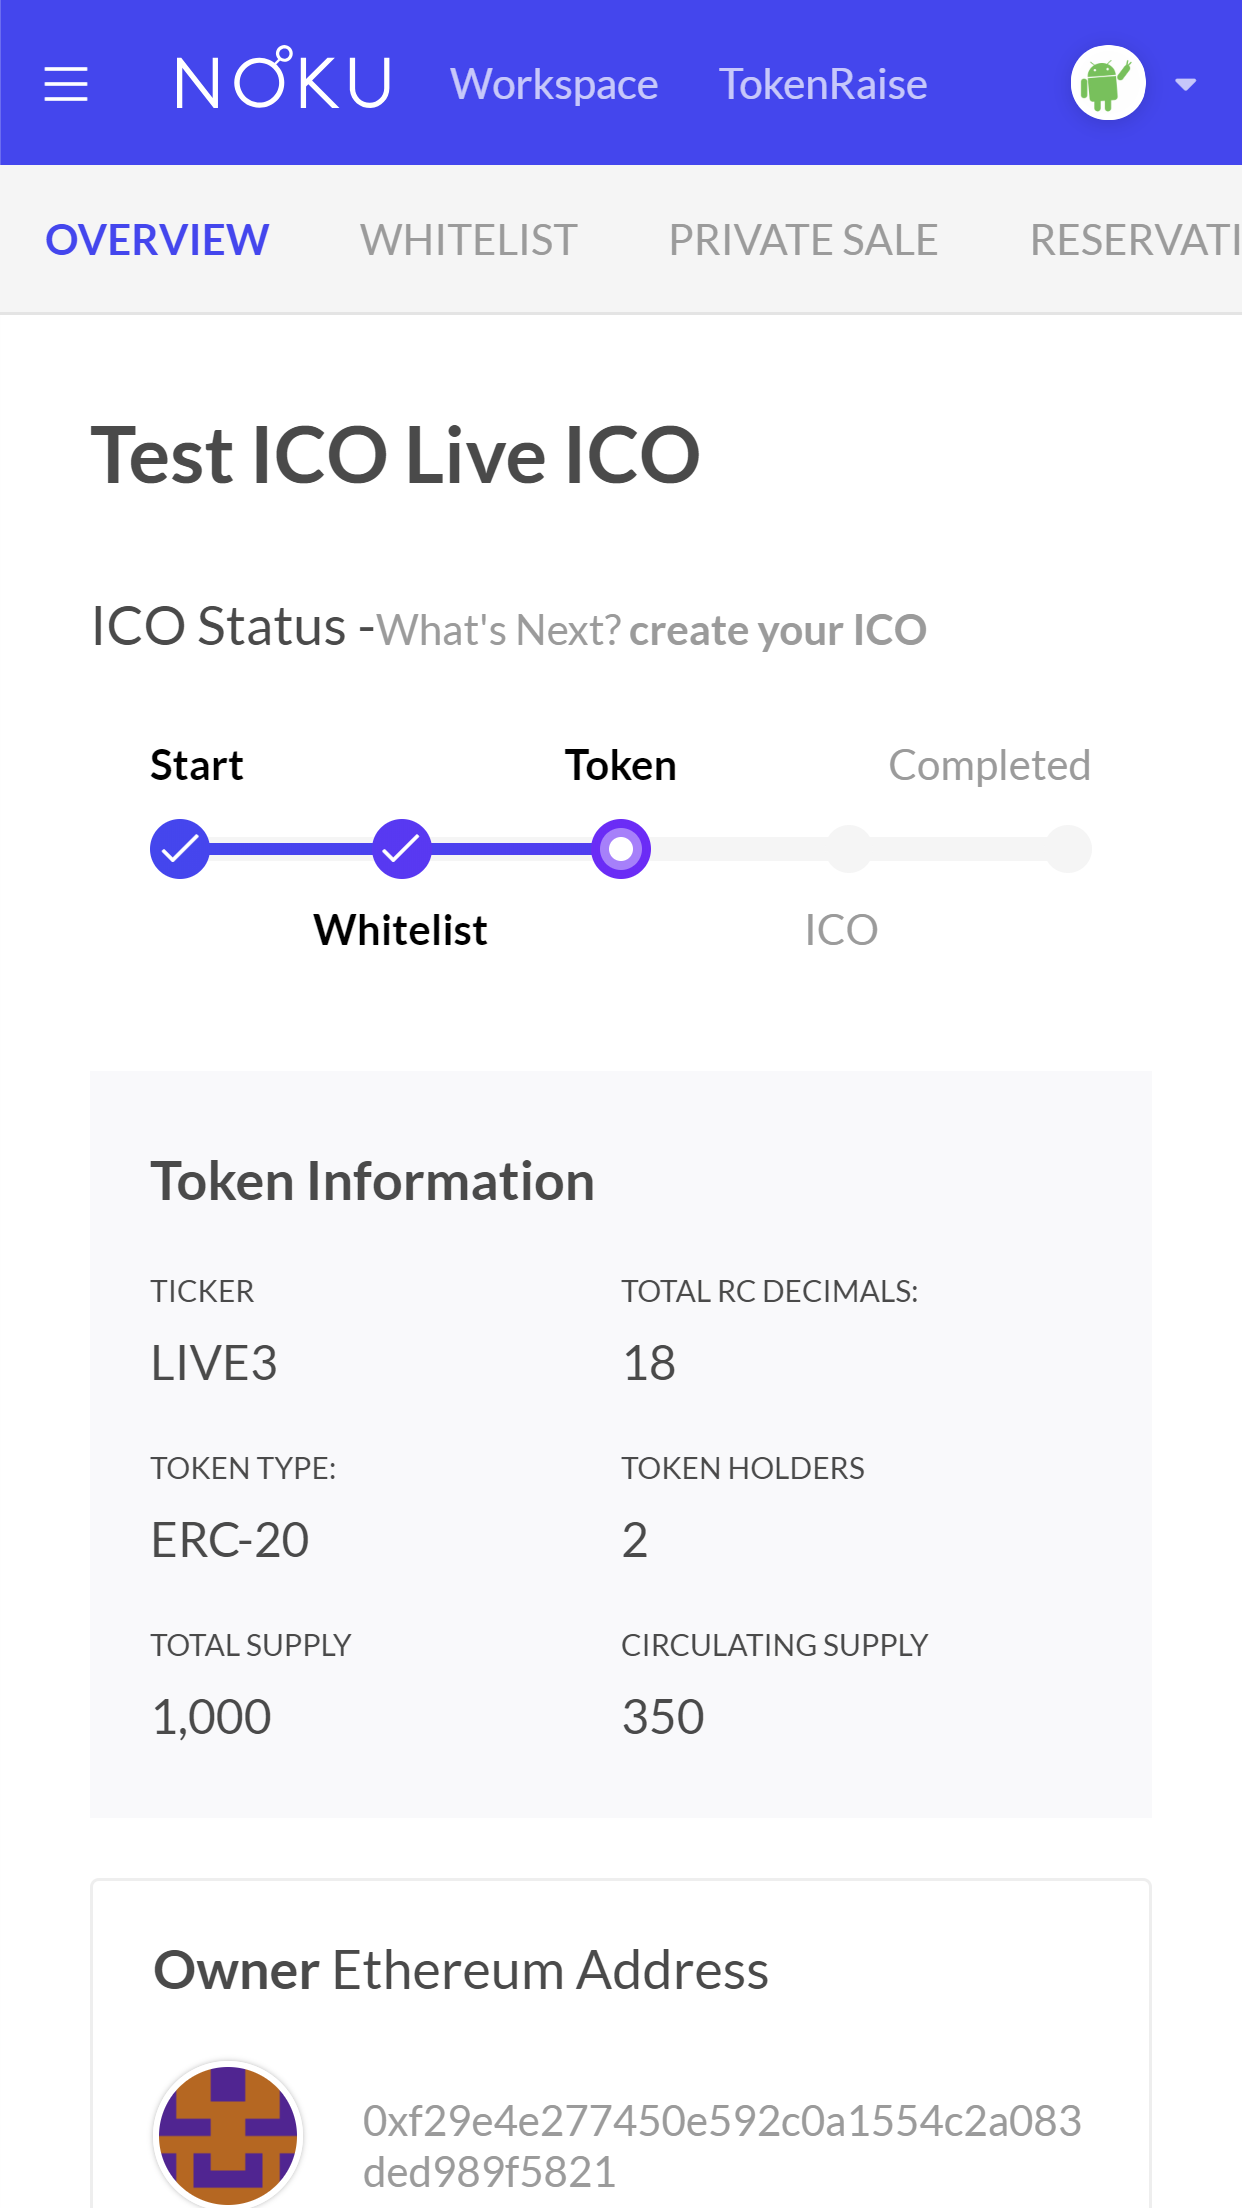 NOKU Workspace TokenRaise
OVERVIEW WHITELIST PRIVATE SALE RESERVATI
Test ICO Live ICO
ICO Status -What's Next? create your ICO
Start Token Completed
Whitelist ICO
Token Information
TICKER TOTAL RC DECIMALS:
LIVE3 18
TOKEN TYPE: TOKEN HOLDERS
ERC-20 2
TOTAL SUPPLY CIRCULATING SUPPLY
1,000 350
Owner Ethereum Address
0xf29e4e277450e592c0a1554c2a083
ded989f5821